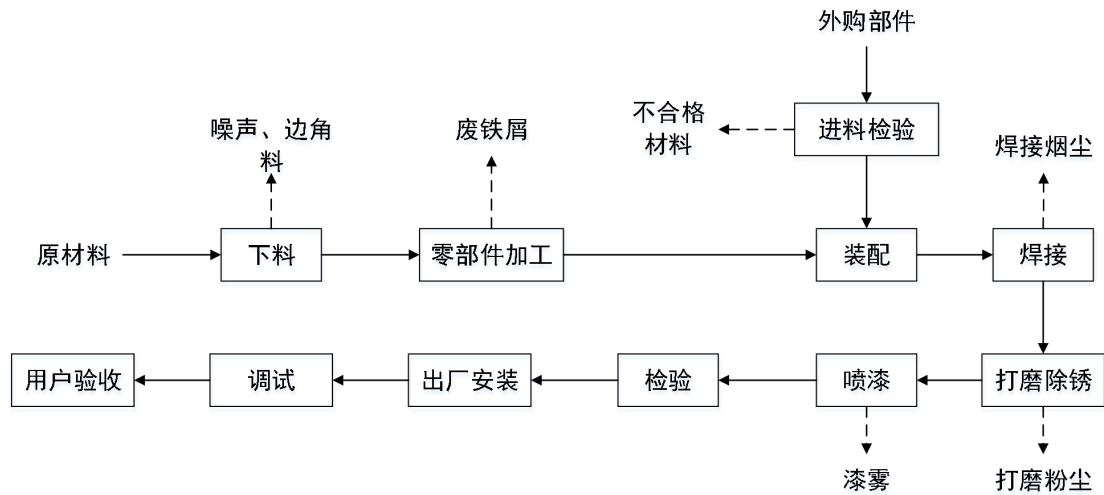 外购部件
噪声、边角
料
废铁屑
不合格
材料
进料检验
焊接烟尘
原材料
下料
零部件加工
装配
焊接
用户验收
调试
出厂安装
检验
喷漆
打磨除锈
漆雾
打磨粉尘